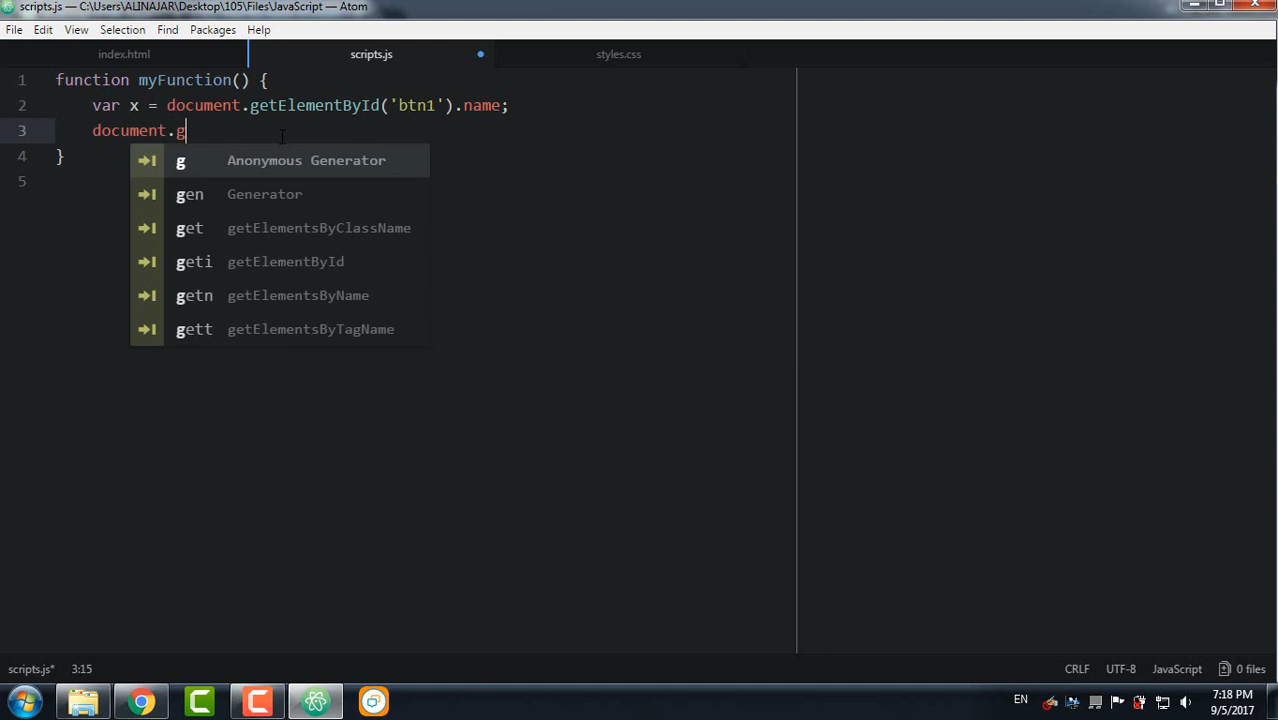 scripts.js — C:\Users\ALINAJAR\Desktop\105\Files\JavaScript — Atom
File Edit View Selection Find Packages Help
index.html scripts.js styles.css
1 function myFunction() {
2 var x = document.getElementById('btn1').name;
3 document.g
4 }
5
g Anonymous Generator
gen Generator
get getElementsByClassName
geti getElementById
getn getElementsByName
gett getElementsByTagName
scripts.js* 3:15 CRLF UTF-8 JavaScript 0 files
EN 7:18 PM
9/5/2017